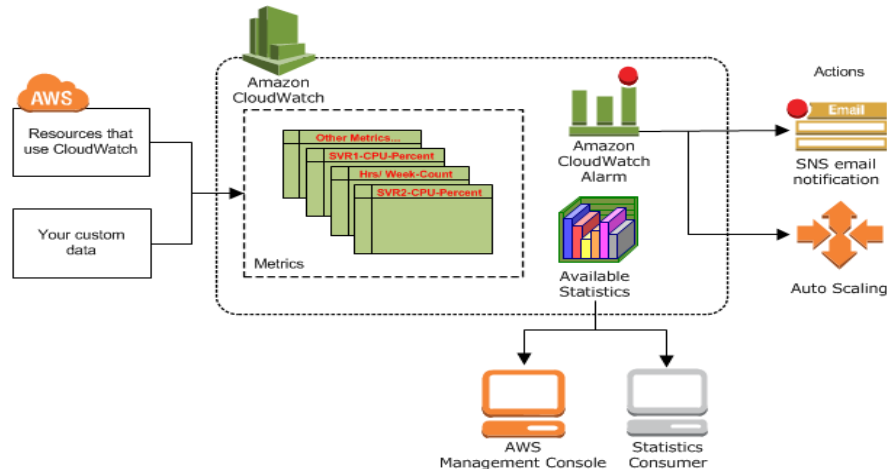 Amazon
CloudWatch
AWS
Resources that
use CloudWatch
Your custom
data
Other Metrics...
SVR1-CPU-Percent
Hrs/ Week-Count
SVR2-CPU-Percent
Metrics
Amazon
CloudWatch
Alarm
Available
Statistics
Actions
Email
SNS email
notification
Auto Scaling
AWS
Management Console
Statistics
Consumer